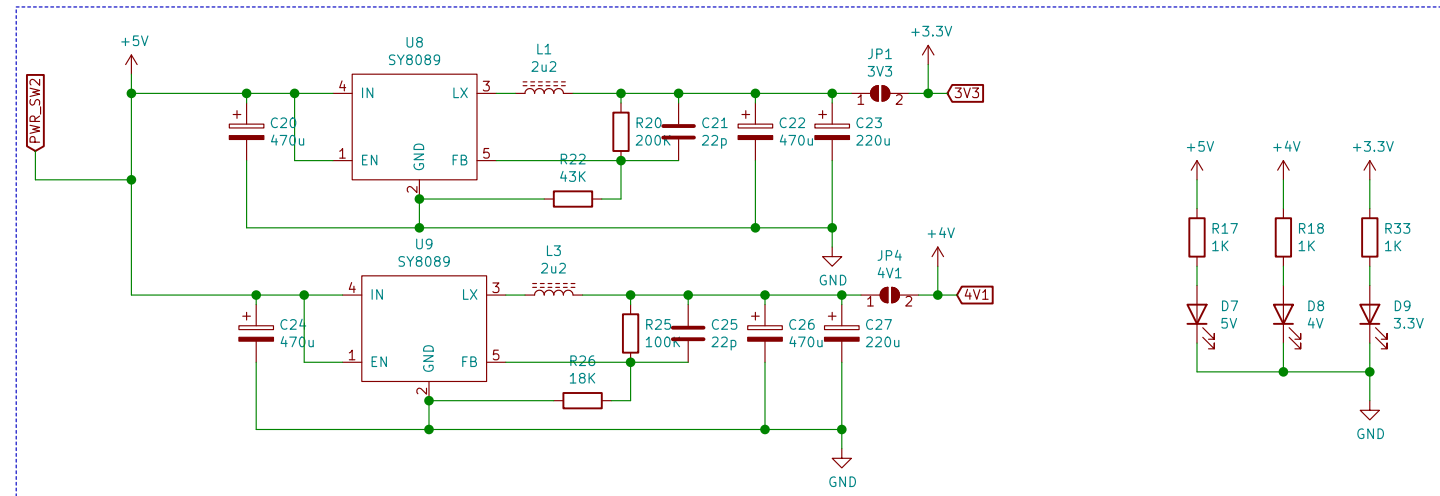 PWR_SW2
+5V
U8
SY8089
4
IN
LX
3
1
EN
GND
FB
5
2
C20
470u
L1
2u2
R20
200K
C21
22p
C22
470u
C23
220u
R22
43K
JP1
3V3
1
2
+3.3V
3V3
GND
U9
SY8089
4
IN
LX
3
1
EN
GND
FB
5
2
C24
470u
L3
2u2
R25
100K
C25
22p
C26
470u
C27
220u
R26
18K
JP4
4V1
1
2
+4V
4V1
GND
+5V
+4V
+3.3V
R17
1K
R18
1K
R33
1K
D7
5V
D8
4V
D9
3.3V
GND